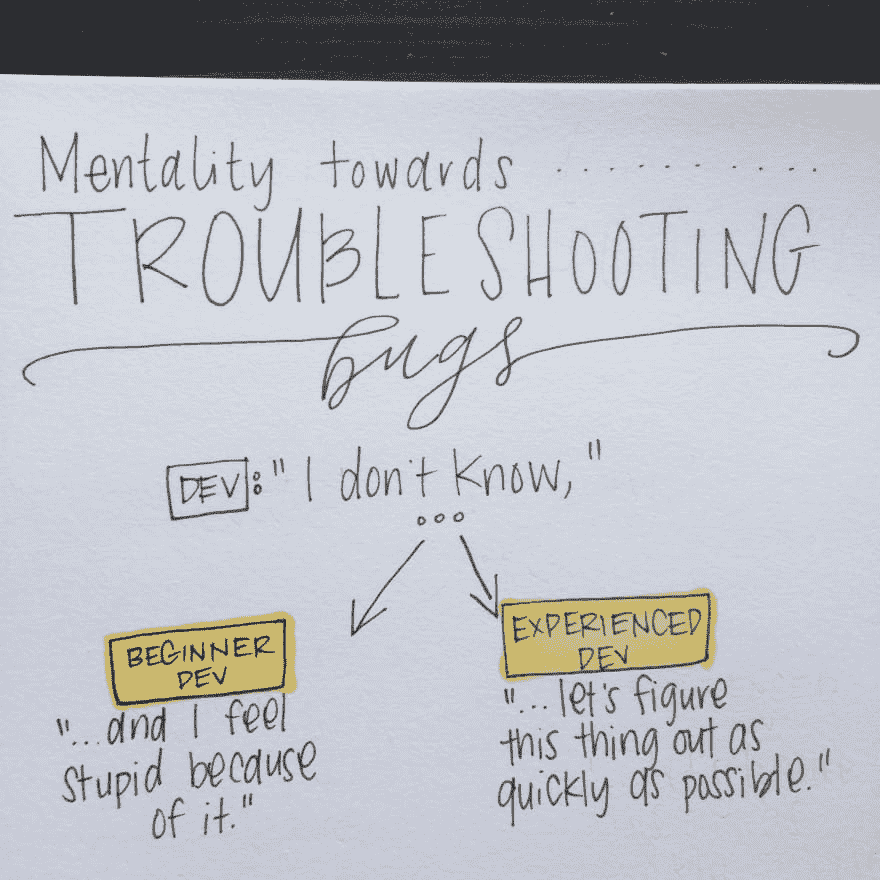 Mentality towards ..........
TROUBLESHOOTING
bugs
DEV: "I don't know,"
...
BEGINNER
DEV
"...and I feel
stupid because
of it."
EXPERIENCED
DEV
"...let's figure
this thing out as
quickly as possible."